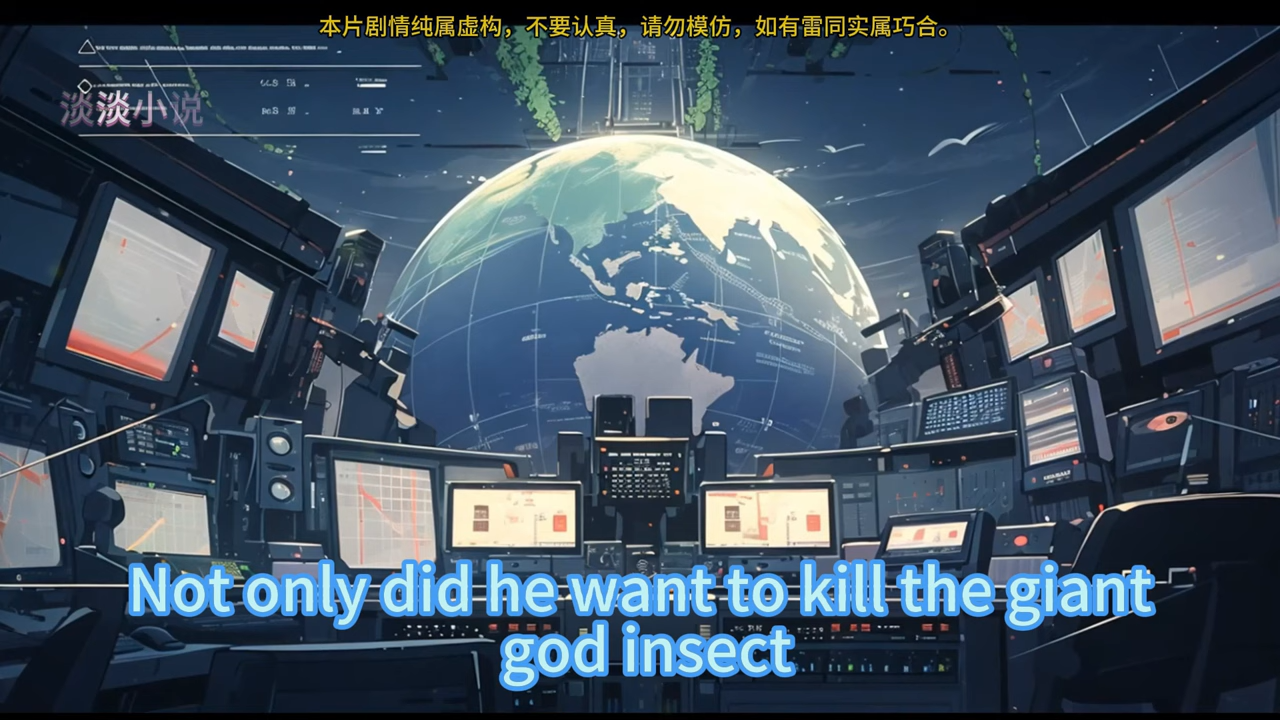 本片剧情纯属虚构，不要认真，请勿模仿，如有雷同实属巧合。
淡淡小说
Not only did he want to kill the giant
god insect